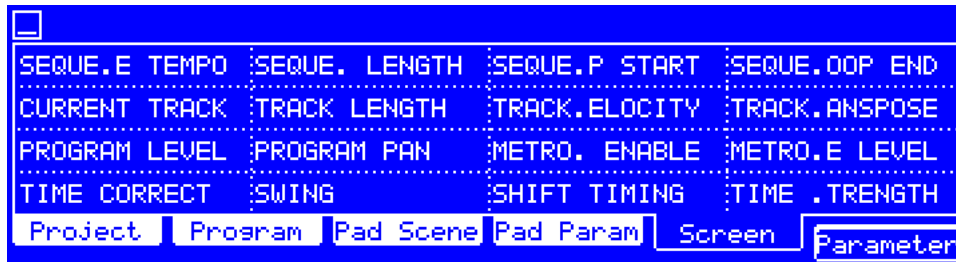 SEQUE.E TEMPO SEQUE. LENGTH SEQUE.P START SEQUE.OOP END
CURRENT TRACK TRACK LENGTH TRACK.ELOCITY TRACK.ANSPOSE
PROGRAM LEVEL PROGRAM PAN METRO. ENABLE METRO.E LEVEL
TIME CORRECT SWING SHIFT TIMING TIME .TRENGTH
Project Program Pad Scene Pad Param Screen Parameter